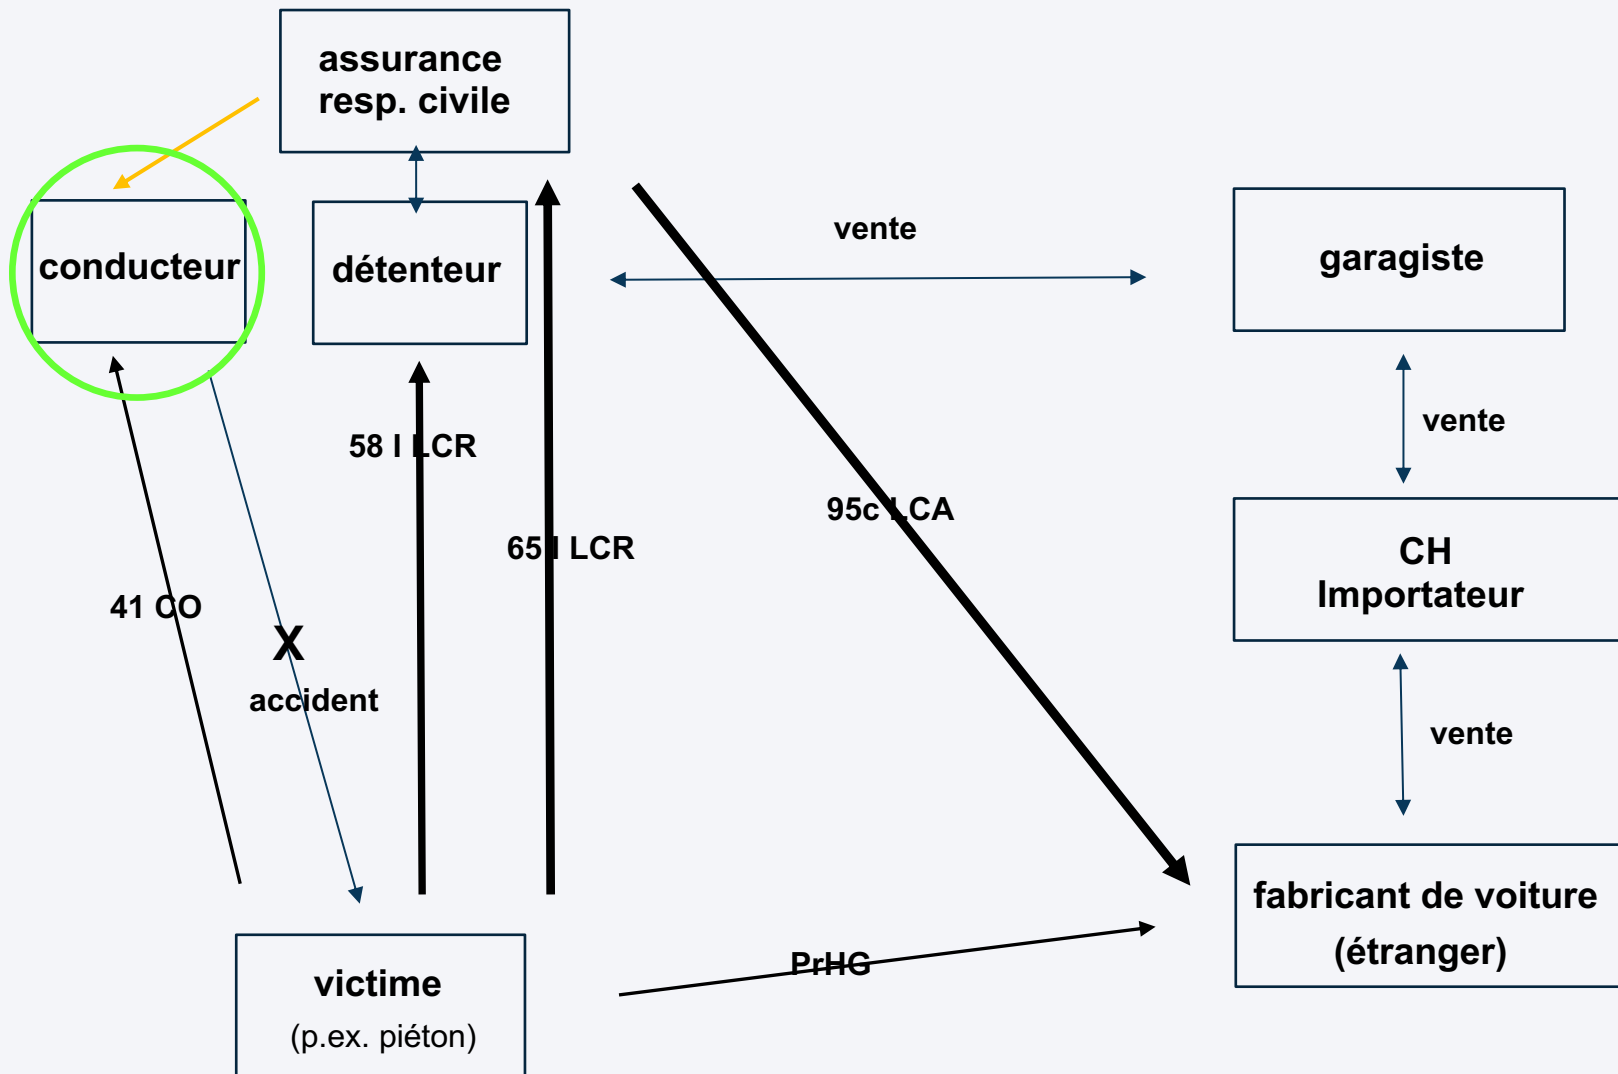 assurance
resp. civile
conducteur
détenteur
vente
garagiste
58 I LCR
vente
95c LCA
65 I LCR
CH
Importateur
41 CO
X
accident
vente
fabricant de voiture
(étranger)
PrHG
victime
(p.ex. piéton)